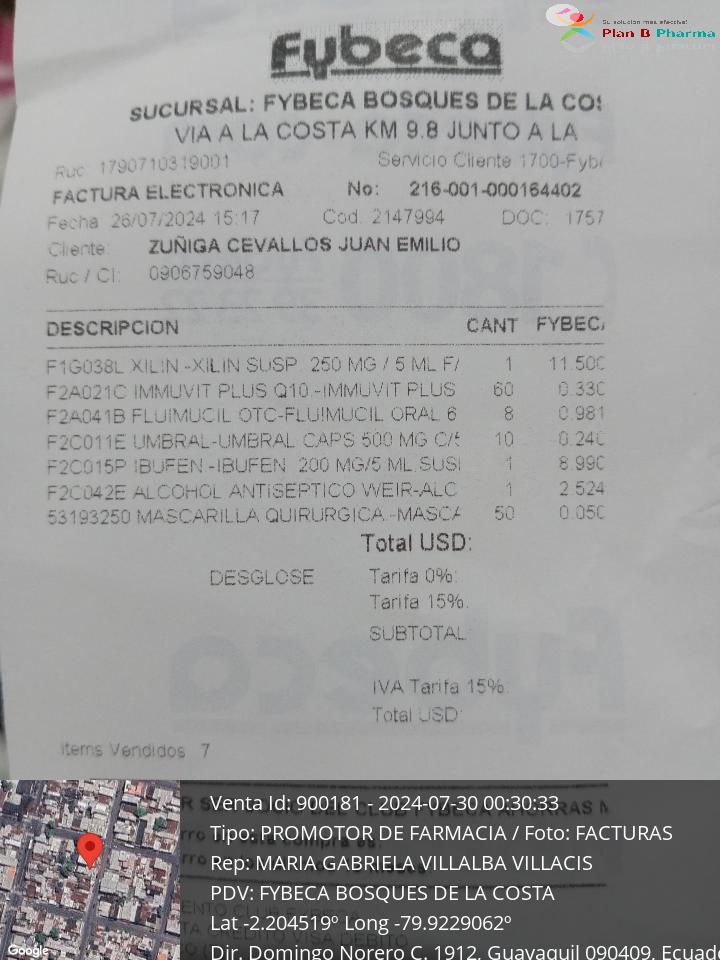 Su solución más efectiva!
Plan B Pharma
Fybeca
SUCURSAL: FYBECA BOSQUES DE LA COS
VIA A LA COSTA KM 9.8 JUNTO A LA
Ruc: 1790710319001 Servicio Cliente 1700-Fybe
FACTURA ELECTRONICA No: 216-001-000164402
Fecha: 26/07/2024 15:17 Cod. 2147994 DOC: 1757
Cliente: ZUÑIGA CEVALLOS JUAN EMILIO
Ruc / CI: 0906759048
DESCRIPCION CANT FYBECA
F1G038L XILIN -XILIN SUSP. 250 MG / 5 ML F/ 1 11.500
F2A021C IMMUVIT PLUS Q10.-IMMUVIT PLUS 60 0.330
F2A041B FLUIMUCIL OTC-FLUIMUCIL ORAL 6 8 0.981
F2C011E UMBRAL-UMBRAL CAPS 500 MG C/5 10 0.240
F2C015P IBUFEN -IBUFEN 200 MG/5 ML SUSI 1 8.990
F2C042E ALCOHOL ANTISEPTICO WEIR-ALC 1 2.524
53193250 MASCARILLA QUIRURGICA.-MASCA 50 0.050
Total USD:
DESGLOSE Tarifa 0%:
Tarifa 15%.
SUBTOTAL
IVA Tarifa 15%:
Total USD:
Items Vendidos 7
Venta Id: 900181 - 2024-07-30 00:30:33
Tipo: PROMOTOR DE FARMACIA / Foto: FACTURAS
Rep: MARIA GABRIELA VILLALBA VILLACIS
PDV: FYBECA BOSQUES DE LA COSTA
Lat -2.204519º Long -79.9229062º
Dir. Domingo Norero C. 1912, Guayaquil 090409, Ecuad
Google